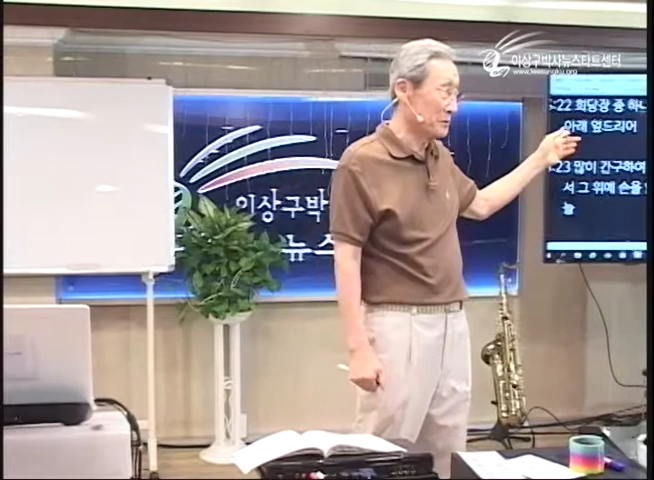 이상구박사뉴스타트센터
www.leesangku.org
:22 회당장 중 하나
아래 엎드리어
:23 많이 간구하여
서 그 위에 손을
이상구박
뉴스